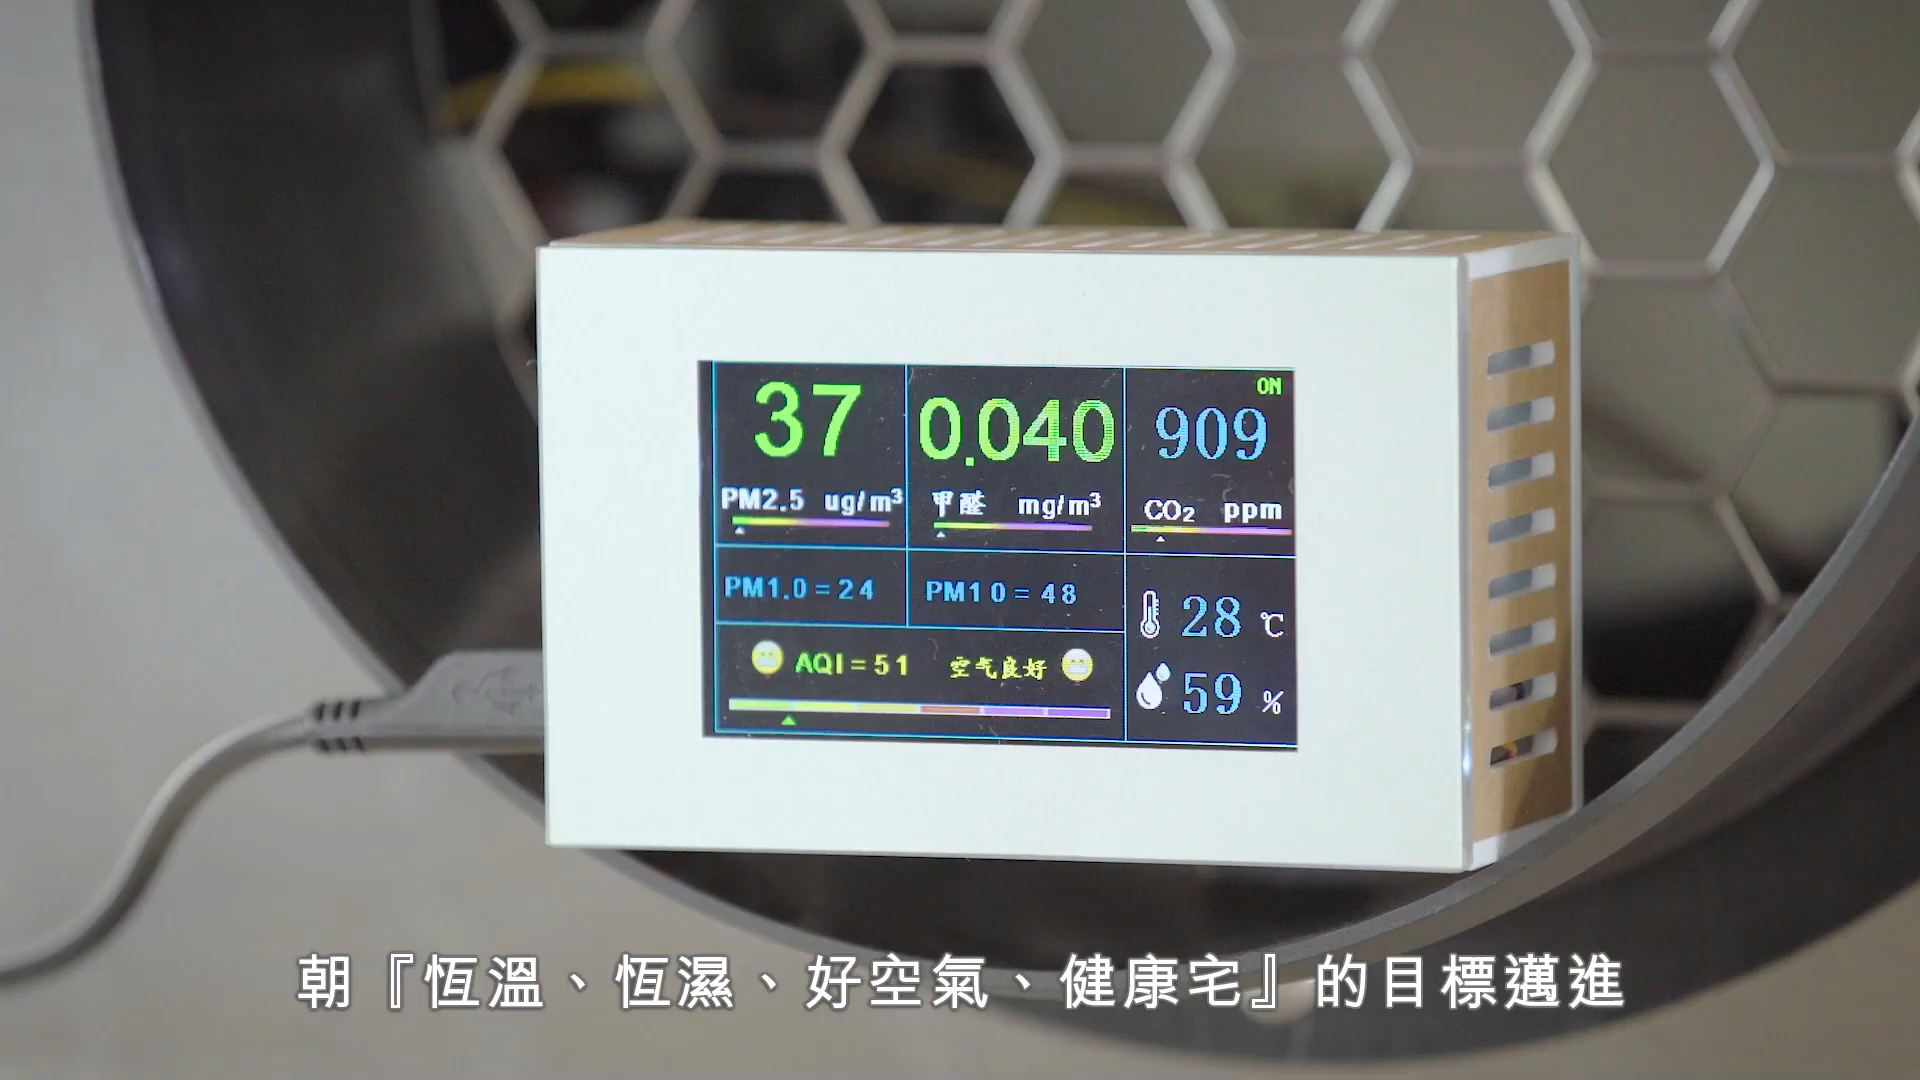 ON
37
0.040
909
PM2.5 ug/m³
甲醛 mg/m³
CO₂ ppm
PM1.0=24
PM10=48
28 ℃
AQI=51 空气良好
59 %
朝『恆溫、恆濕、好空氣、健康宅』的目標邁進